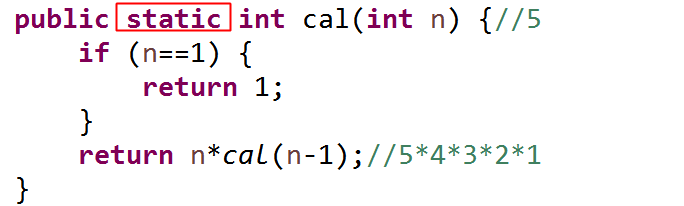 public static int cal(int n) {//5
    if (n==1) {
        return 1;
    }
    return n*cal(n-1);//5*4*3*2*1
}